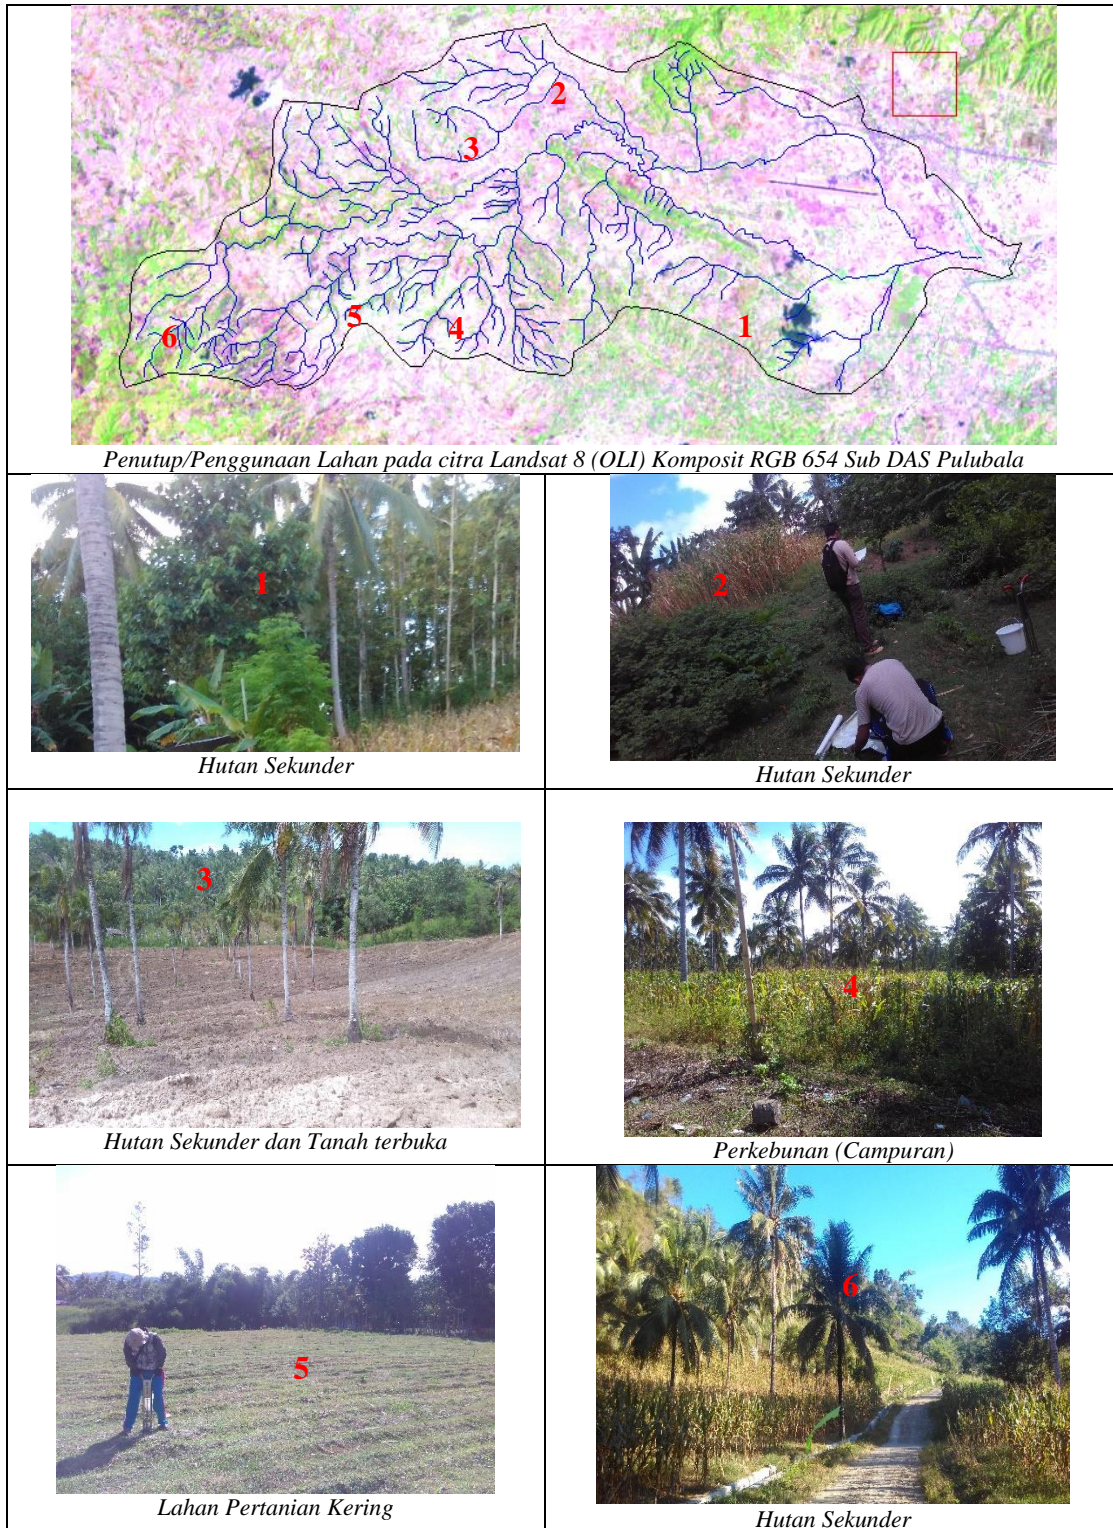 2
3
1
5
4
6
Penutup/Penggunaan Lahan pada citra Landsat 8 (OLI) Komposit RGB 654 Sub DAS Pulubala
1
2
Hutan Sekunder
Hutan Sekunder
3
4
Hutan Sekunder dan Tanah terbuka
Perkebunan (Campuran)
5
6
Lahan Pertanian Kering
Hutan Sekunder